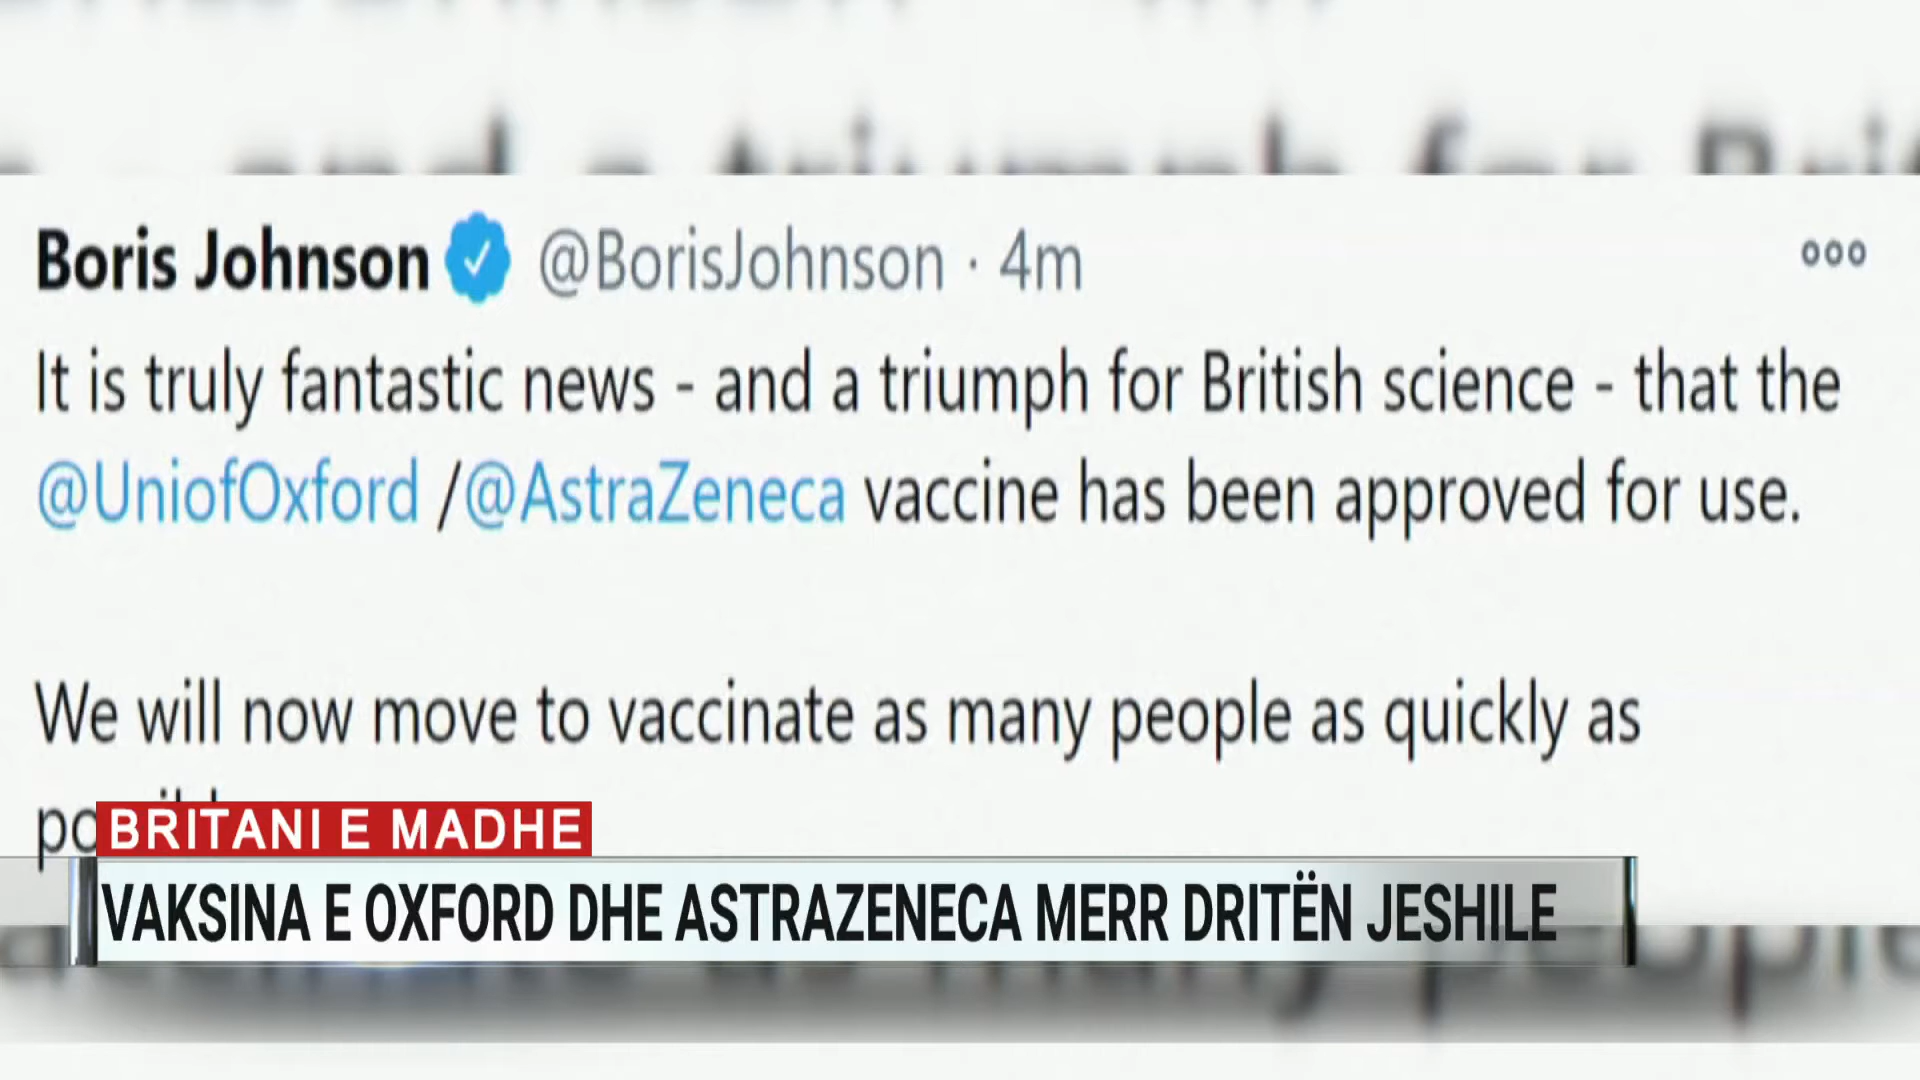 Boris Johnson @BorisJohnson · 4m
It is truly fantastic news - and a triumph for British science - that the
@UniofOxford /@AstraZeneca vaccine has been approved for use.
We will now move to vaccinate as many people as quickly as
BRITANI E MADHE
VAKSINA E OXFORD DHE ASTRAZENECA MERR DRITËN JESHILE